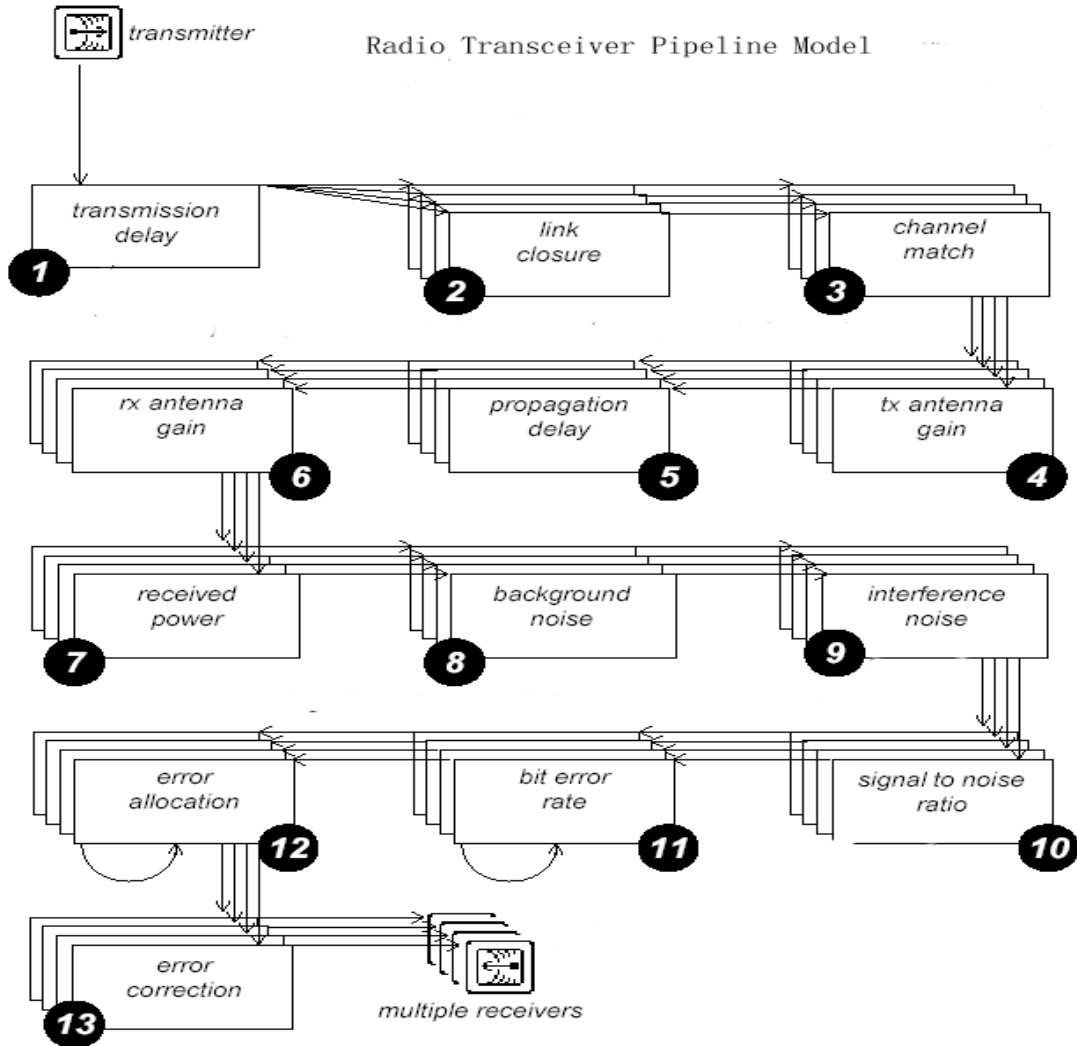 transmitter
Radio Transceiver Pipeline Model
transmission
delay
1
link
closure
2
channel
match
3
rx antenna
gain
6
propagation
delay
5
tx antenna
gain
4
received
power
7
background
noise
8
interference
noise
9
error
allocation
12
bit error
rate
11
signal to noise
ratio
10
error
correction
13
multiple receivers